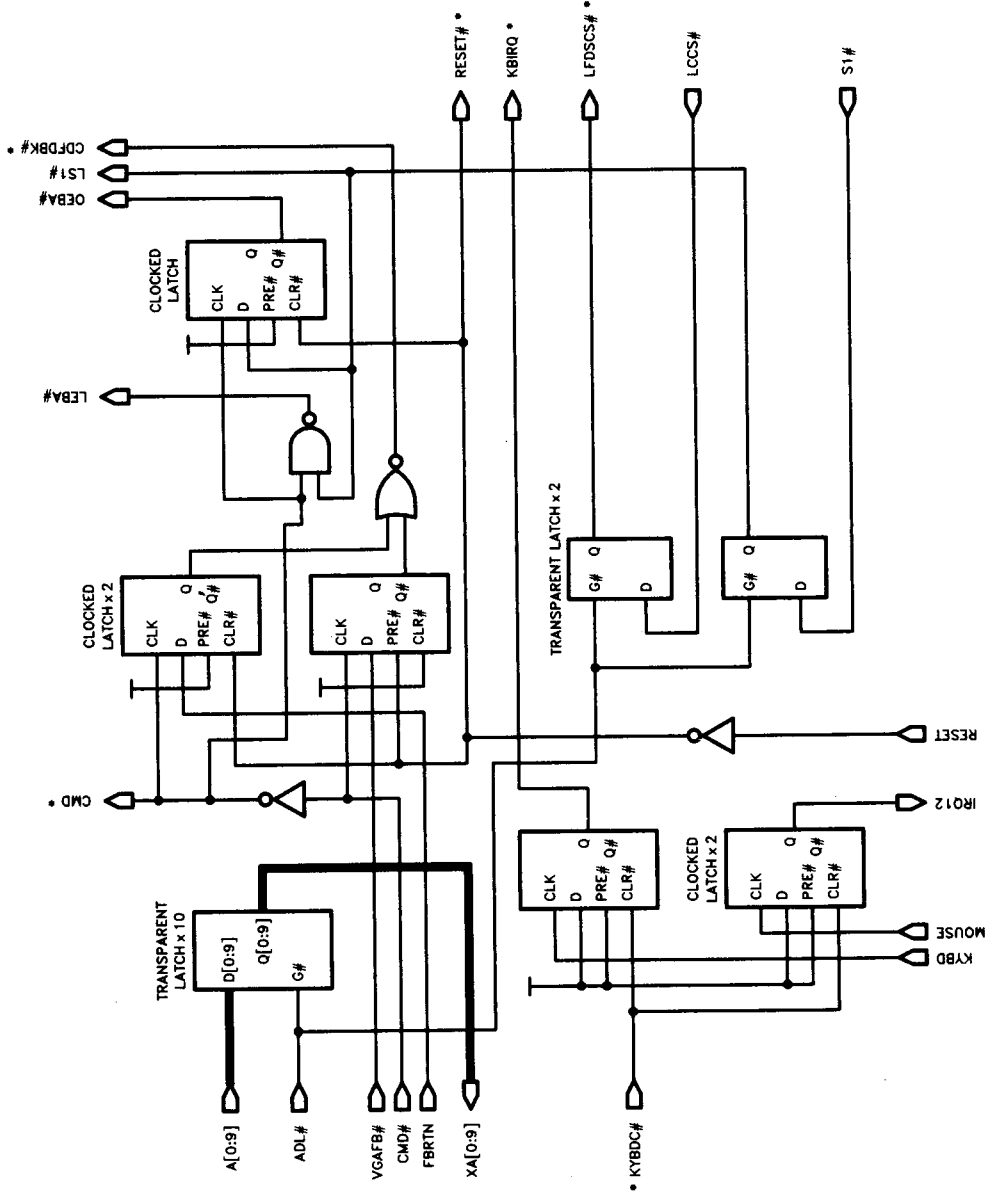 RESET# *
KBIRQ *
LFDSCS# *
LCCS#
S1#
CDFDBK# *
LS1#
OEBA#
LEBA#
CMD *
CLOCKED
LATCH
CLK
D
PRE#
CLR#
Q
Q#
CLOCKED
LATCH x 2
CLK
D
PRE#
CLR#
Q
Q#
CLK
D
PRE#
CLR#
Q
Q#
TRANSPARENT LATCH x 2
G#
D
Q
G#
D
Q
TRANSPARENT
LATCH x 10
D[0:9]
Q[0:9]
G#
CLK
D
PRE#
CLR#
Q
Q#
CLOCKED
LATCH x 2
CLK
D
PRE#
CLR#
Q
Q#
RESET
IRQ12
MOUSE
KYBD
A[0:9]
ADL#
VGAFB#
CMD#
FBRTN
XA[0:9]
* KYBDC#